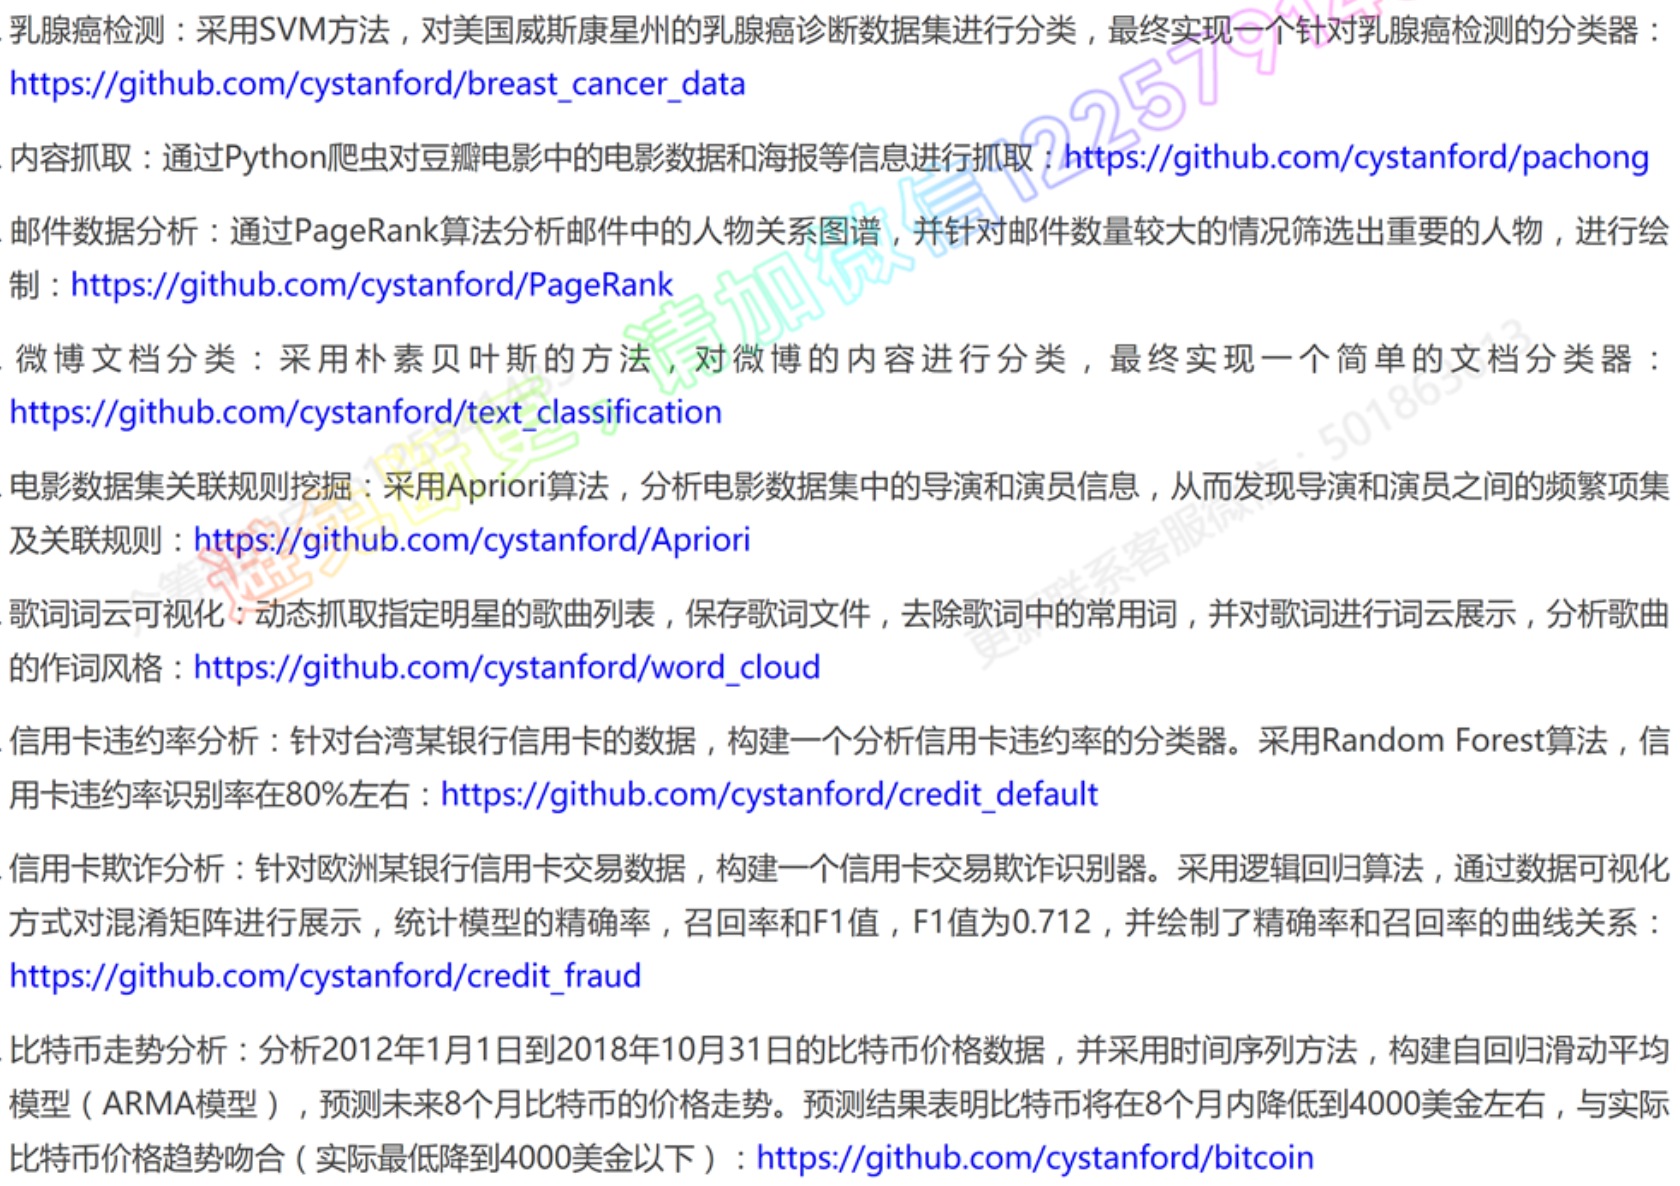 . 乳腺癌检测：采用SVM方法，对美国威斯康星州的乳腺癌诊断数据集进行分类，最终实现一个针对乳腺癌检测的分类器：
https://github.com/cystanford/breast_cancer_data
. 内容抓取：通过Python爬虫对豆瓣电影中的电影数据和海报等信息进行抓取：https://github.com/cystanford/pachong
. 邮件数据分析：通过PageRank算法分析邮件中的人物关系图谱，并针对邮件数量较大的情况筛选出重要的人物，进行绘
制：https://github.com/cystanford/PageRank
. 微博文档分类：采用朴素贝叶斯的方法，对微博的内容进行分类，最终实现一个简单的文档分类器：
https://github.com/cystanford/text_classification
. 电影数据集关联规则挖掘：采用Apriori算法，分析电影数据集中的导演和演员信息，从而发现导演和演员之间的频繁项集
及关联规则：https://github.com/cystanford/Apriori
. 歌词词云可视化：动态抓取指定明星的歌曲列表，保存歌词文件，去除歌词中的常用词，并对歌词进行词云展示，分析歌曲
的作词风格：https://github.com/cystanford/word_cloud
. 信用卡违约率分析：针对台湾某银行信用卡的数据，构建一个分析信用卡违约率的分类器。采用Random Forest算法，信
用卡违约率识别率在80%左右：https://github.com/cystanford/credit_default
. 信用卡欺诈分析：针对欧洲某银行信用卡交易数据，构建一个信用卡交易欺诈识别器。采用逻辑回归算法，通过数据可视化
方式对混淆矩阵进行展示，统计模型的精确率，召回率和F1值，F1值为0.712，并绘制了精确率和召回率的曲线关系：
https://github.com/cystanford/credit_fraud
. 比特币走势分析：分析2012年1月1日到2018年10月31日的比特币价格数据，并采用时间序列方法，构建自回归滑动平均
模型（ARMA模型），预测未来8个月比特币的价格走势。预测结果表明比特币将在8个月内降低到4000美金左右，与实际
比特币价格趋势吻合（实际最低降到4000美金以下）：https://github.com/cystanford/bitcoin
避免断更，请加微信12257914